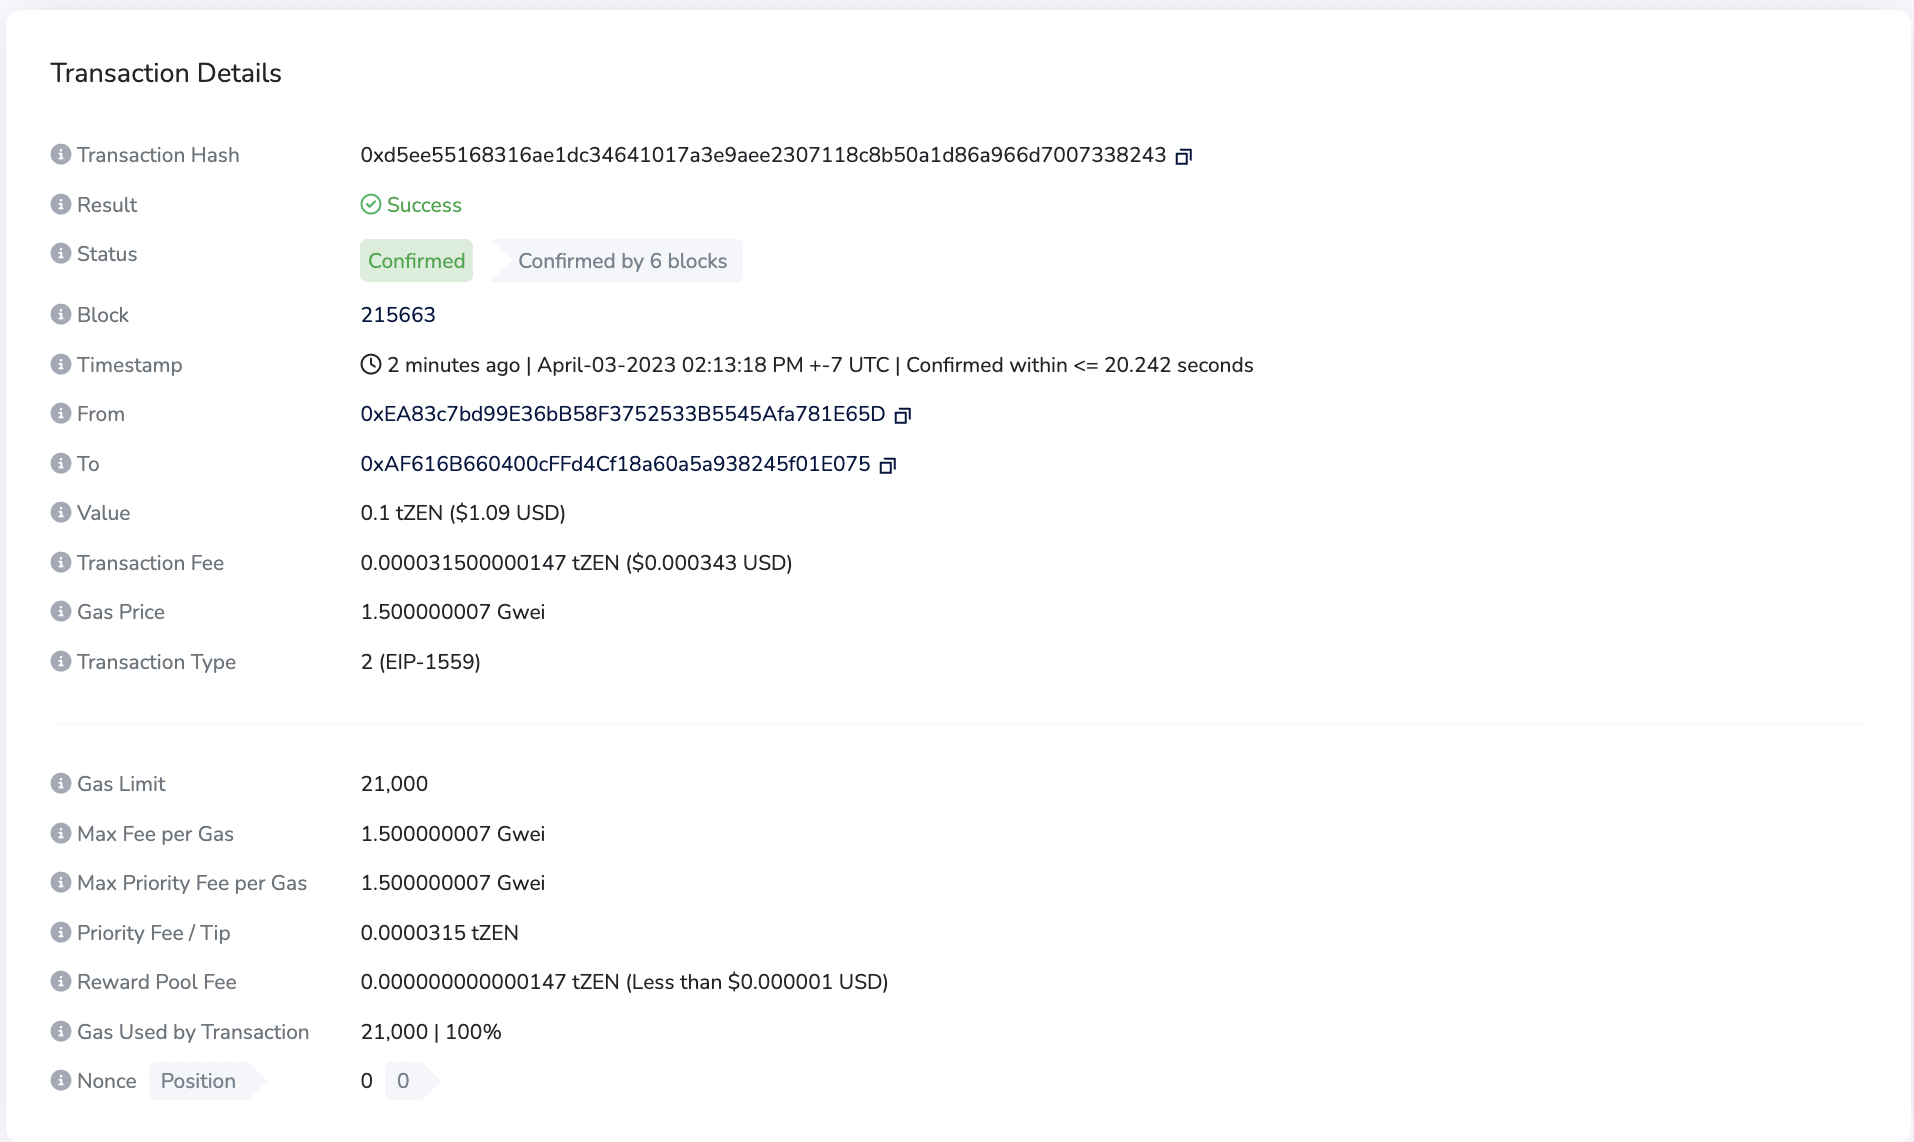 Transaction Details
Transaction Hash 0xd5ee55168316ae1dc34641017a3e9aee2307118c8b50a1d86a966d7007338243
Result Success
Status Confirmed Confirmed by 6 blocks
Block 215663
Timestamp 2 minutes ago | April-03-2023 02:13:18 PM +-7 UTC | Confirmed within <= 20.242 seconds
From 0xEA83c7bd99E36bB58F3752533B5545Afa781E65D
To 0xAF616B660400cFFd4Cf18a60a5a938245f01E075
Value 0.1 tZEN ($1.09 USD)
Transaction Fee 0.000031500000147 tZEN ($0.000343 USD)
Gas Price 1.500000007 Gwei
Transaction Type 2 (EIP-1559)
Gas Limit 21,000
Max Fee per Gas 1.500000007 Gwei
Max Priority Fee per Gas 1.500000007 Gwei
Priority Fee / Tip 0.0000315 tZEN
Reward Pool Fee 0.000000000000147 tZEN (Less than $0.000001 USD)
Gas Used by Transaction 21,000 | 100%
Nonce Position 0 0